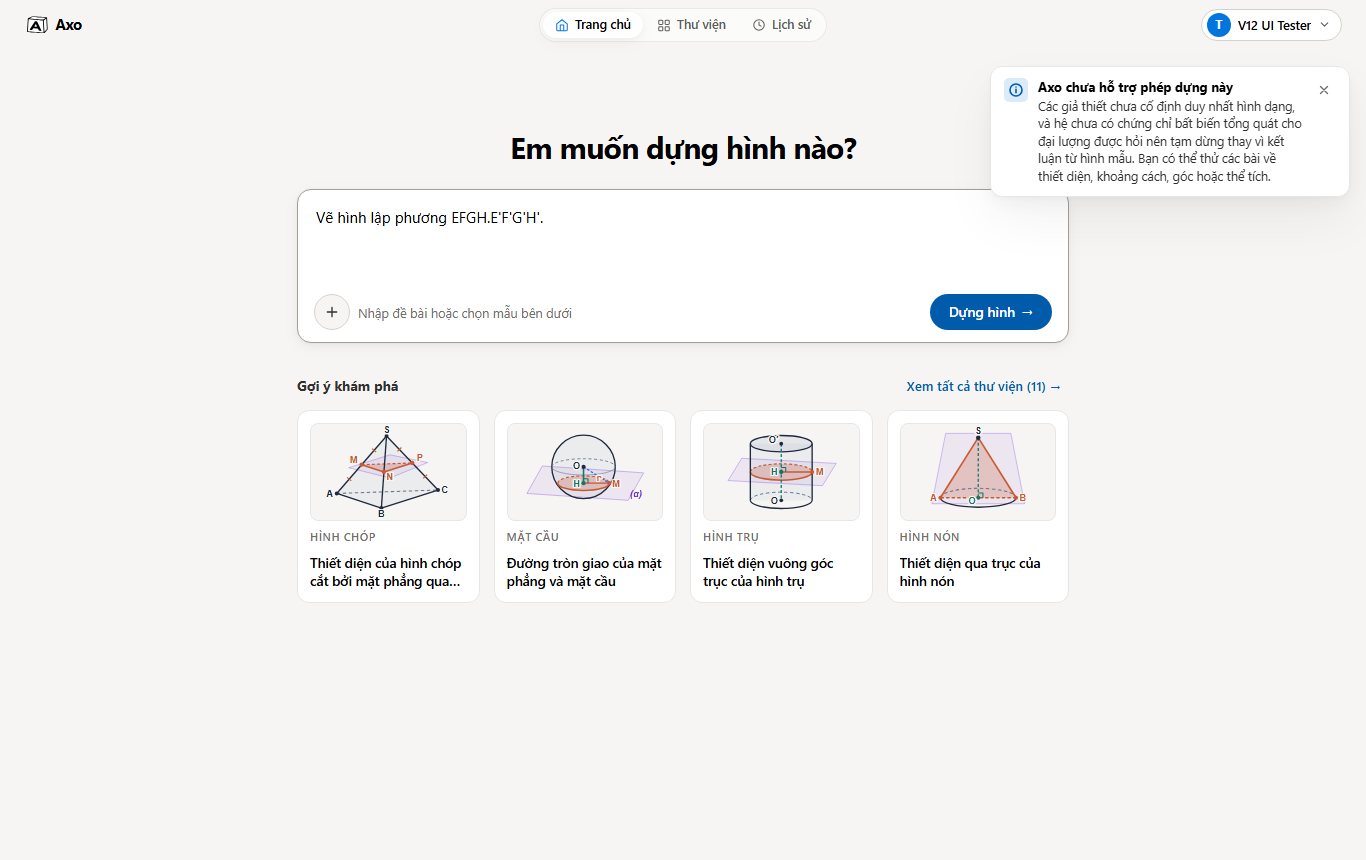 Axo
Trang chủ
Thư viện
Lịch sử
T
V12 UI Tester
Axo chưa hỗ trợ phép dựng này
Các giả thiết chưa cố định duy nhất hình dạng,
và hệ chưa có chứng chỉ bất biến tổng quát cho
đại lượng được hỏi nên tạm dừng thay vì kết
luận từ hình mẫu. Bạn có thể thử các bài về
thiết diện, khoảng cách, góc hoặc thể tích.
Em muốn dựng hình nào?
Vẽ hình lập phương EFGH.E'F'G'H'.
Nhập đề bài hoặc chọn mẫu bên dưới
Dựng hình →
Gợi ý khám phá
Xem tất cả thư viện (11) →
S
M
P
N
A
C
B
HÌNH CHÓP
Thiết diện của hình chóp
cắt bởi mặt phẳng qua...
O
r
H
M
(α)
MẶT CẦU
Đường tròn giao của mặt
phẳng và mặt cầu
O'
H
M
O
HÌNH TRỤ
Thiết diện vuông góc
trục của hình trụ
S
A
O
B
HÌNH NÓN
Thiết diện qua trục của
hình nón